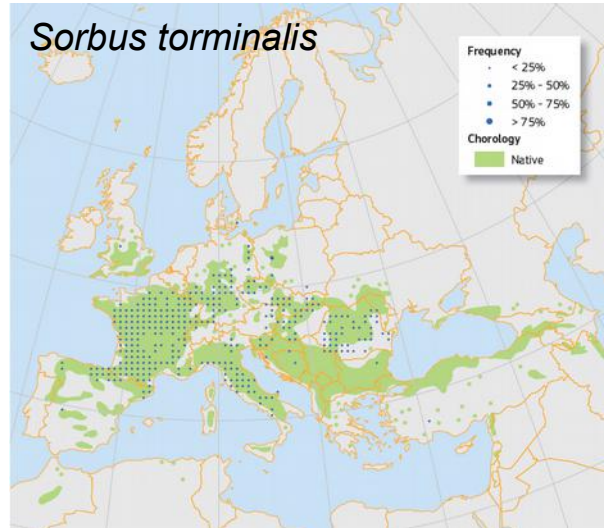 Sorbus torminalis
Frequency
< 25%
25% - 50%
50% - 75%
> 75%
Chorology
Native